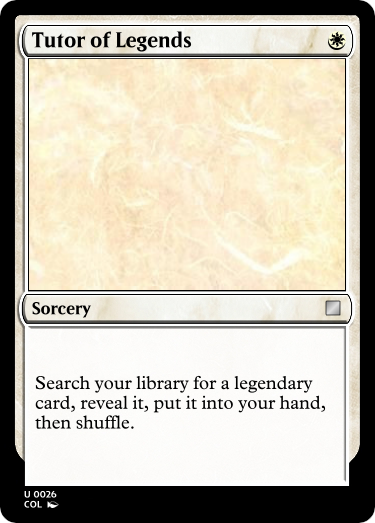 Tutor of Legends
Sorcery
Search your library for a legendary
card, reveal it, put it into your hand,
then shuffle.
U 0026
COL